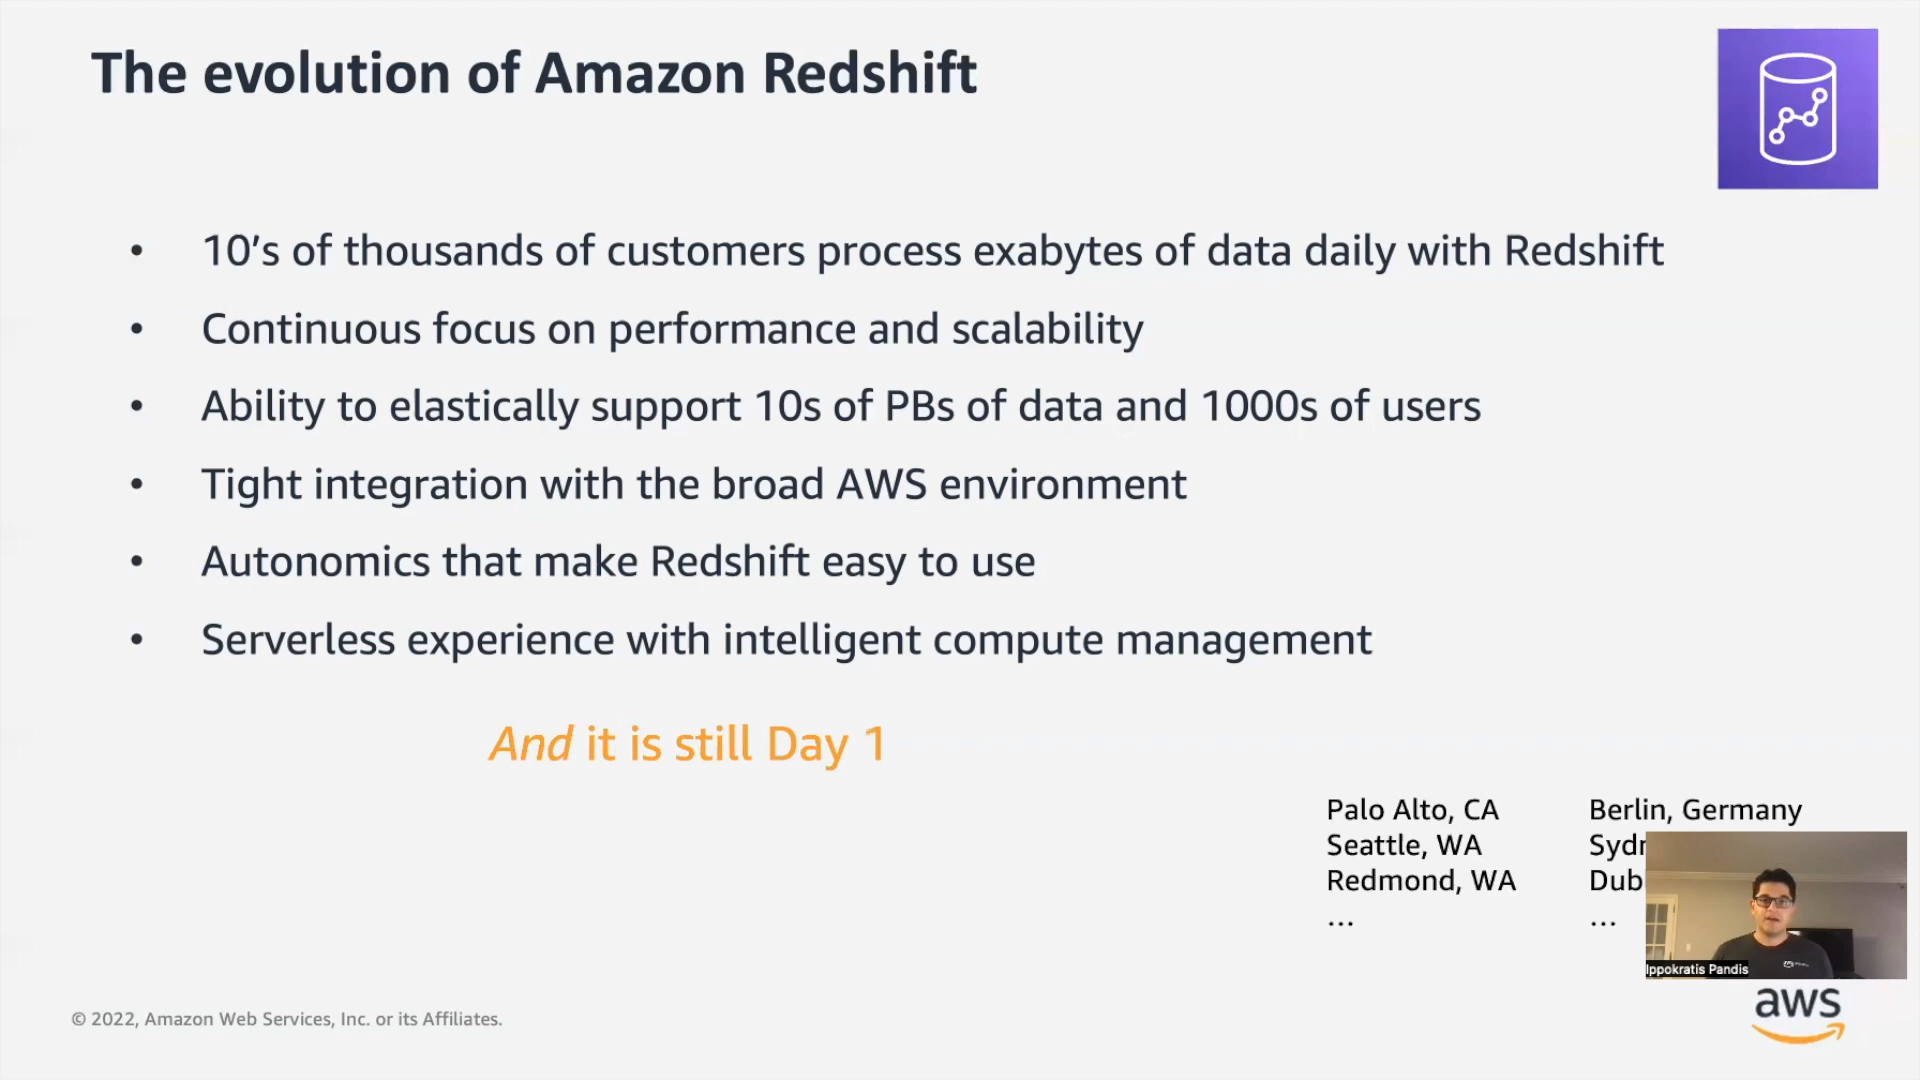 The evolution of Amazon Redshift
• 10's of thousands of customers process exabytes of data daily with Redshift
• Continuous focus on performance and scalability
• Ability to elastically support 10s of PBs of data and 1000s of users
• Tight integration with the broad AWS environment
• Autonomics that make Redshift easy to use
• Serverless experience with intelligent compute management
And it is still Day 1
Palo Alto, CA
Seattle, WA
Redmond, WA
...
Berlin, Germany
...
Ippokratis Pandis
© 2022, Amazon Web Services, Inc. or its Affiliates.
aws